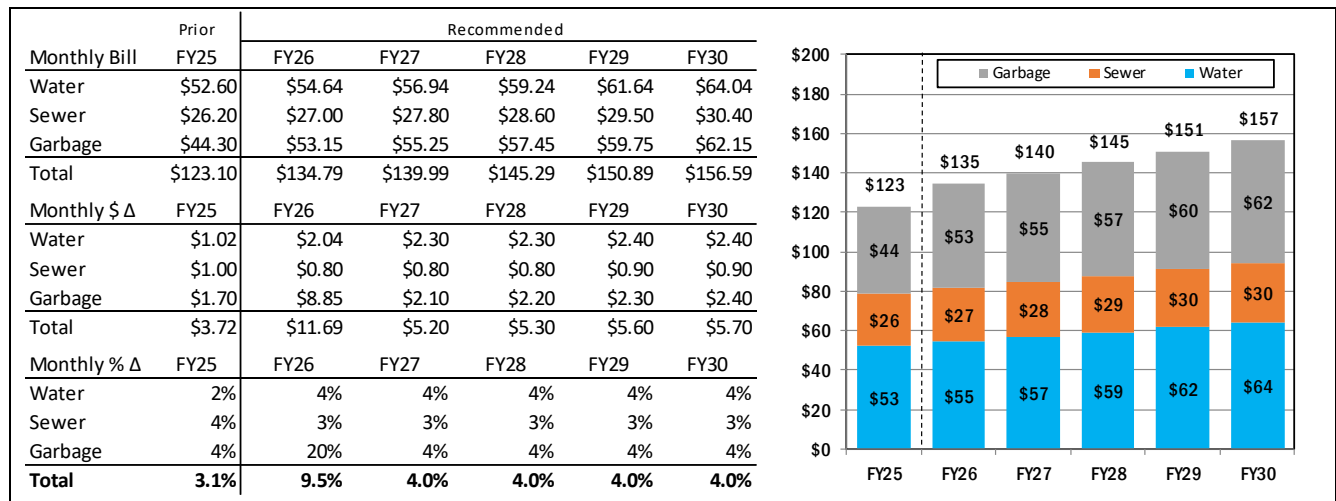 Prior Recommended
Monthly Bill FY25 FY26 FY27 FY28 FY29 FY30
Water $52.60 $54.64 $56.94 $59.24 $61.64 $64.04
Sewer $26.20 $27.00 $27.80 $28.60 $29.50 $30.40
Garbage $44.30 $53.15 $55.25 $57.45 $59.75 $62.15
Total $123.10 $134.79 $139.99 $145.29 $150.89 $156.59
Monthly $ Δ FY25 FY26 FY27 FY28 FY29 FY30
Water $1.02 $2.04 $2.30 $2.30 $2.40 $2.40
Sewer $1.00 $0.80 $0.80 $0.80 $0.90 $0.90
Garbage $1.70 $8.85 $2.10 $2.20 $2.30 $2.40
Total $3.72 $11.69 $5.20 $5.30 $5.60 $5.70
Monthly % Δ FY25 FY26 FY27 FY28 FY29 FY30
Water 2% 4% 4% 4% 4% 4%
Sewer 4% 3% 3% 3% 3% 3%
Garbage 4% 20% 4% 4% 4% 4%
Total 3.1% 9.5% 4.0% 4.0% 4.0% 4.0%
Garbage Sewer Water
$200
$180
$160
$140
$120
$100
$80
$60
$40
$20
$0
$123 $135 $140 $145 $151 $157
$44 $53 $55 $57 $60 $62
$26 $27 $28 $29 $30 $30
$53 $55 $57 $59 $62 $64
FY25 FY26 FY27 FY28 FY29 FY30